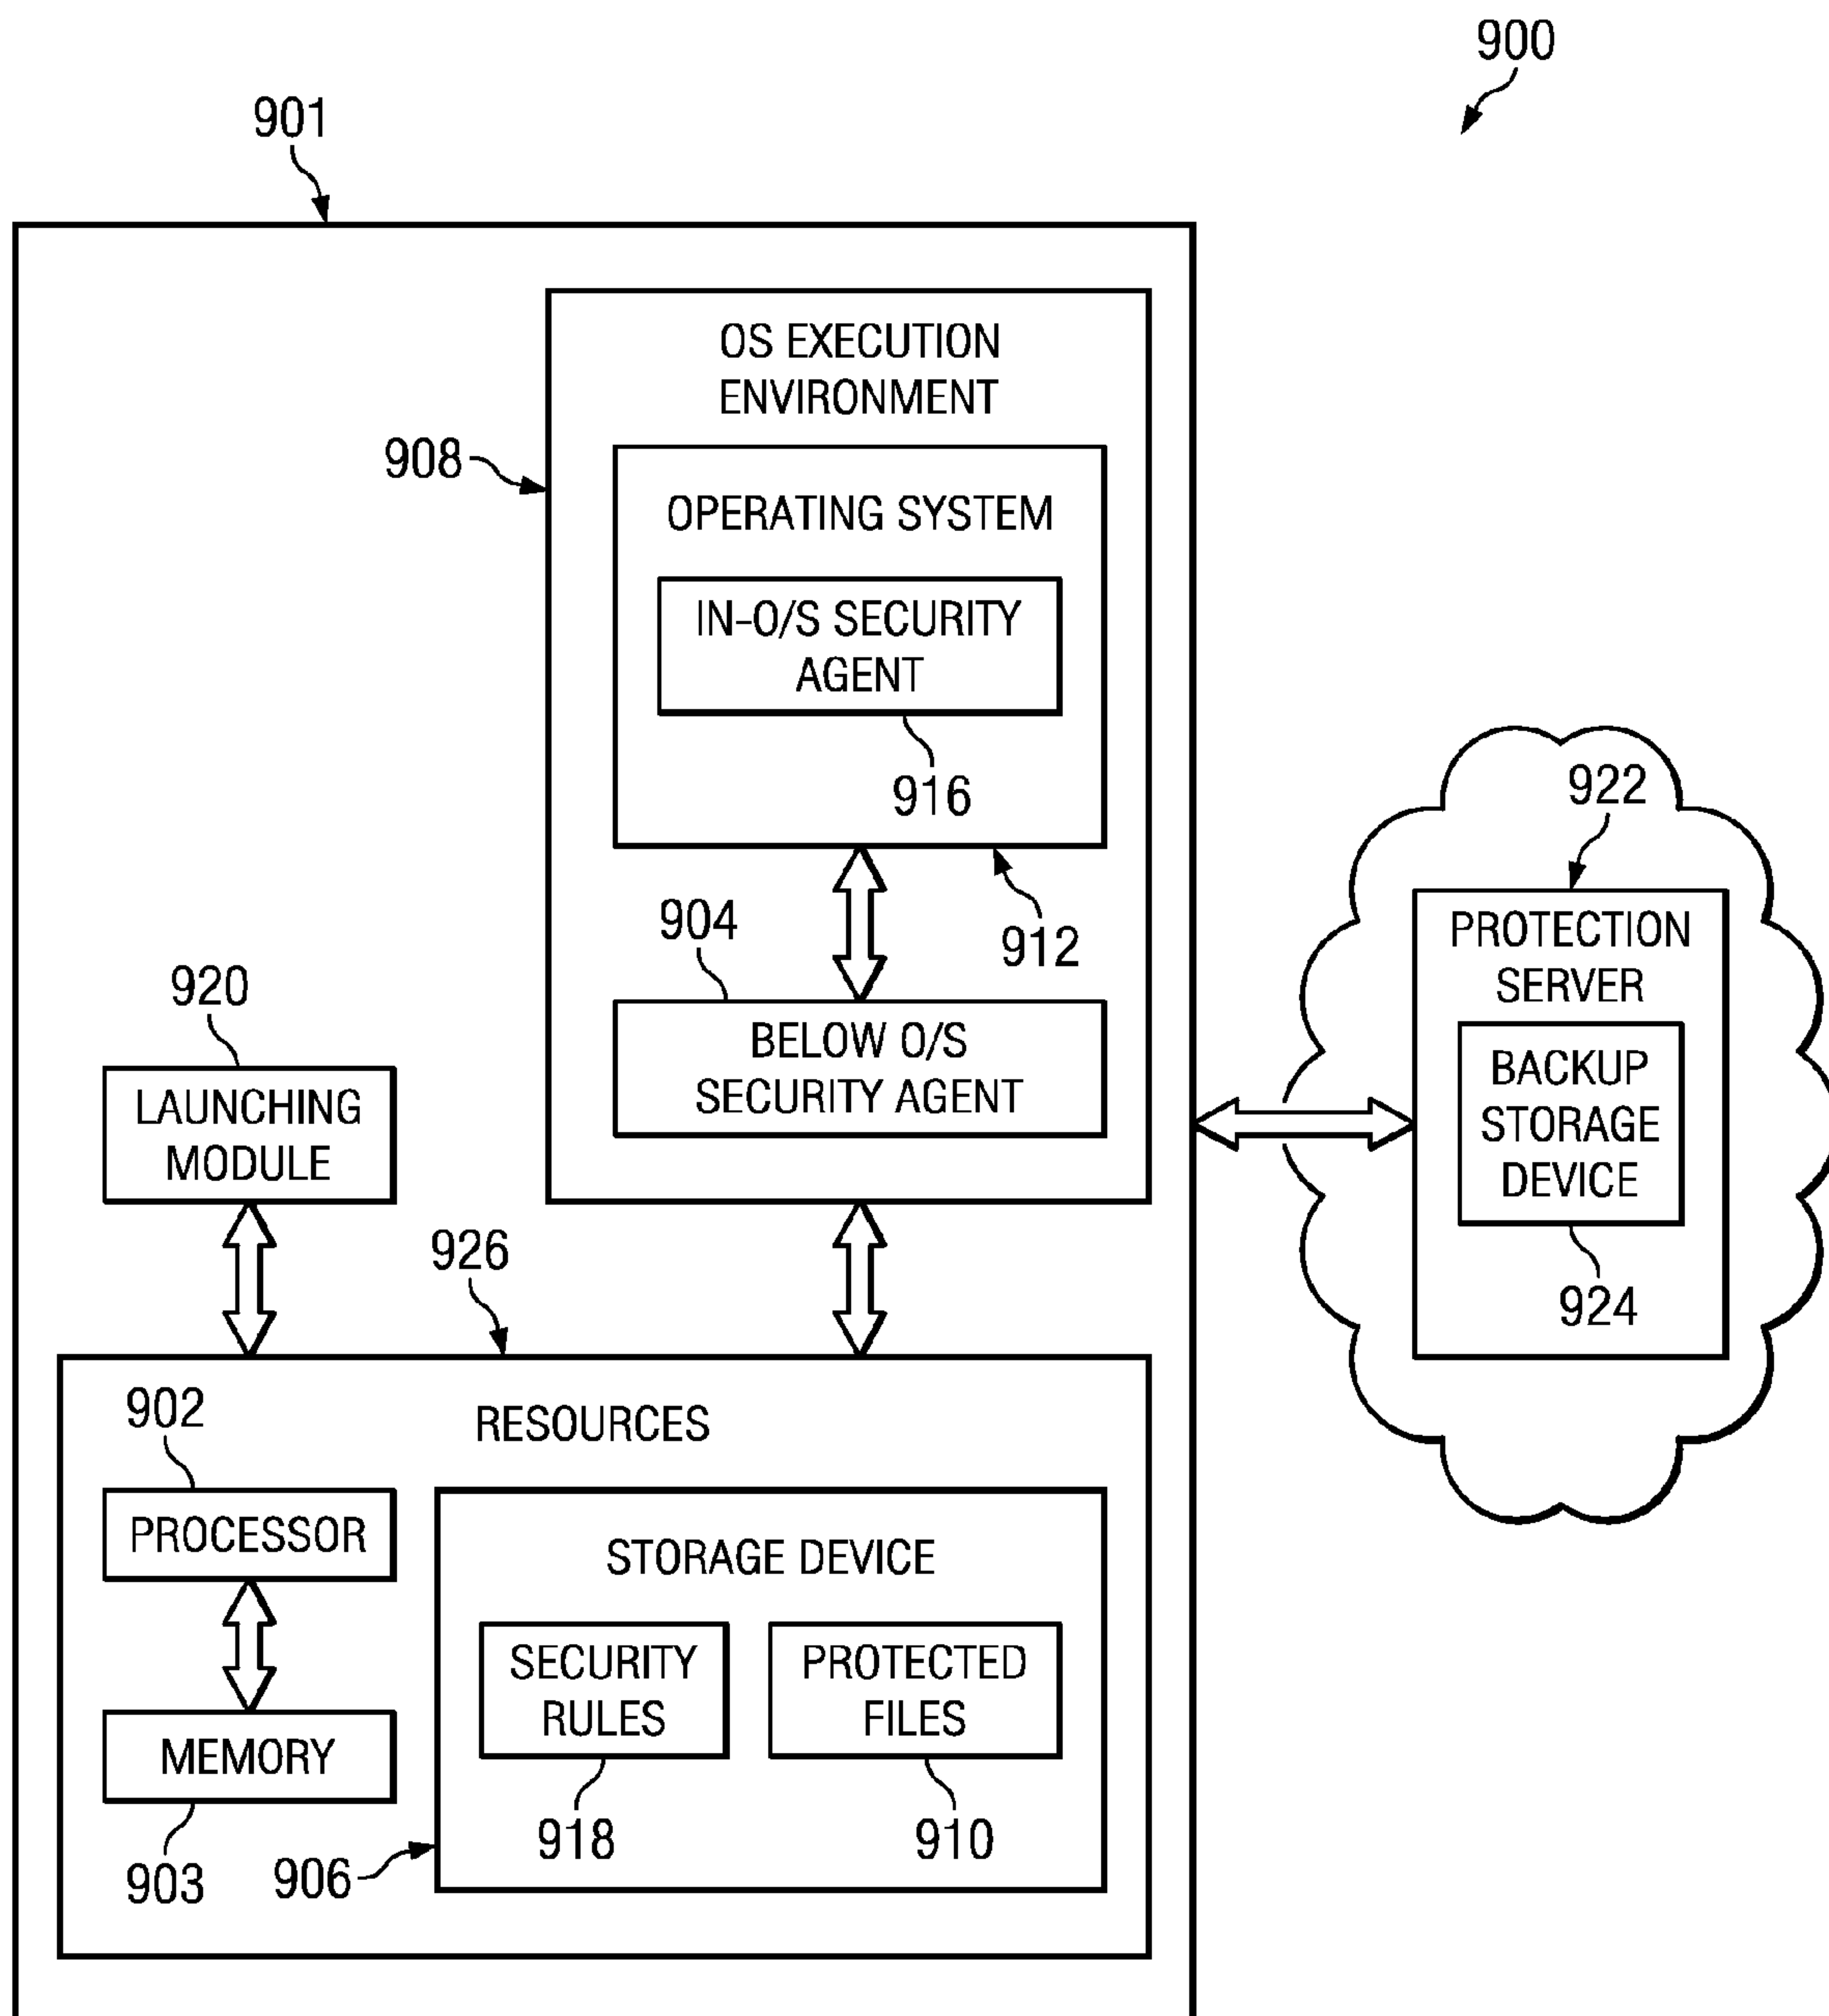 900
901
OS EXECUTION
ENVIRONMENT
908
OPERATING SYSTEM
IN-O/S SECURITY
AGENT
916
912
904
BELOW O/S
SECURITY AGENT
920
LAUNCHING
MODULE
922
PROTECTION
SERVER
BACKUP
STORAGE
DEVICE
924
926
RESOURCES
902
PROCESSOR
MEMORY
903
STORAGE DEVICE
SECURITY
RULES
918
PROTECTED
FILES
910
906